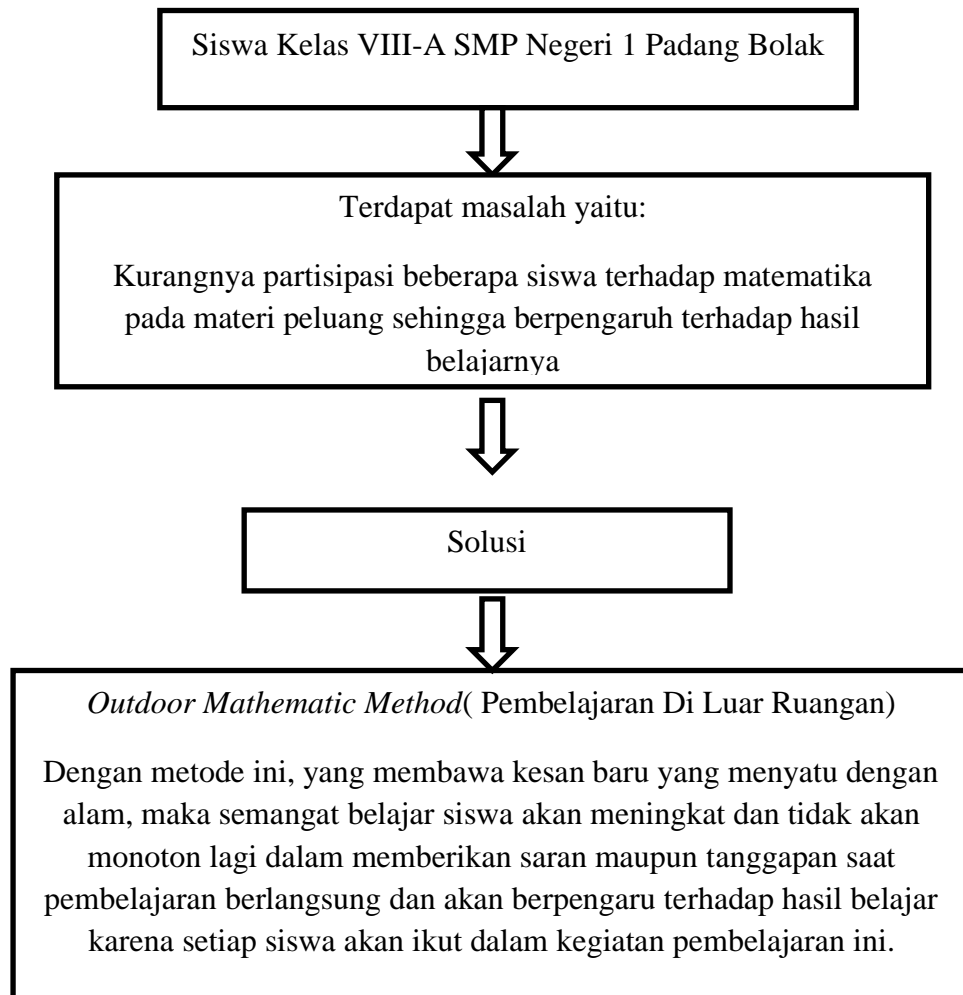 Siswa Kelas VIII-A SMP Negeri 1 Padang Bolak
Terdapat masalah yaitu:
Kurangnya partisipasi beberapa siswa terhadap matematika
pada materi peluang sehingga berpengaruh terhadap hasil
belajarnya
Solusi
Outdoor Mathematic Method( Pembelajaran Di Luar Ruangan)
Dengan metode ini, yang membawa kesan baru yang menyatu dengan
alam, maka semangat belajar siswa akan meningkat dan tidak akan
monoton lagi dalam memberikan saran maupun tanggapan saat
pembelajaran berlangsung dan akan berpengaru terhadap hasil belajar
karena setiap siswa akan ikut dalam kegiatan pembelajaran ini.